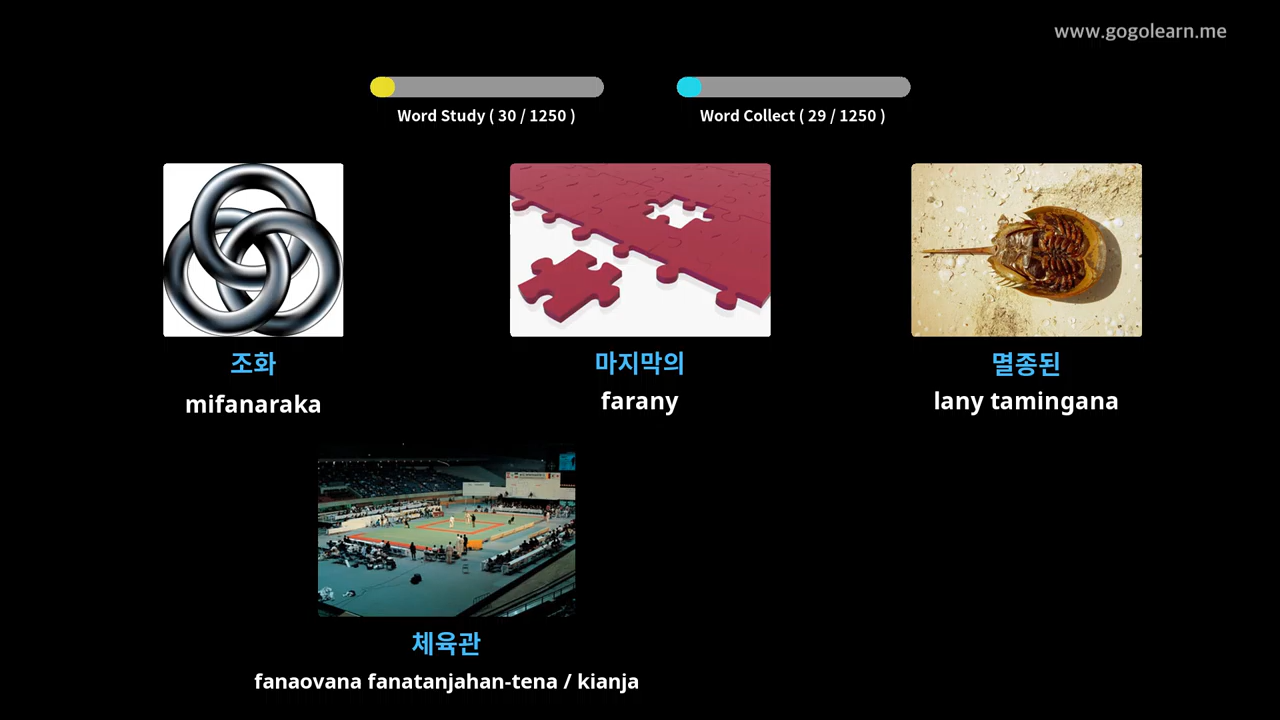 www.gogolearn.me
Word Study ( 30 / 1250 )
Word Collect ( 29 / 1250 )
조화
마지막의
멸종된
mifanaraka
farany
lany tamingana
체육관
fanaovana fanatanjahan-tena / kianja